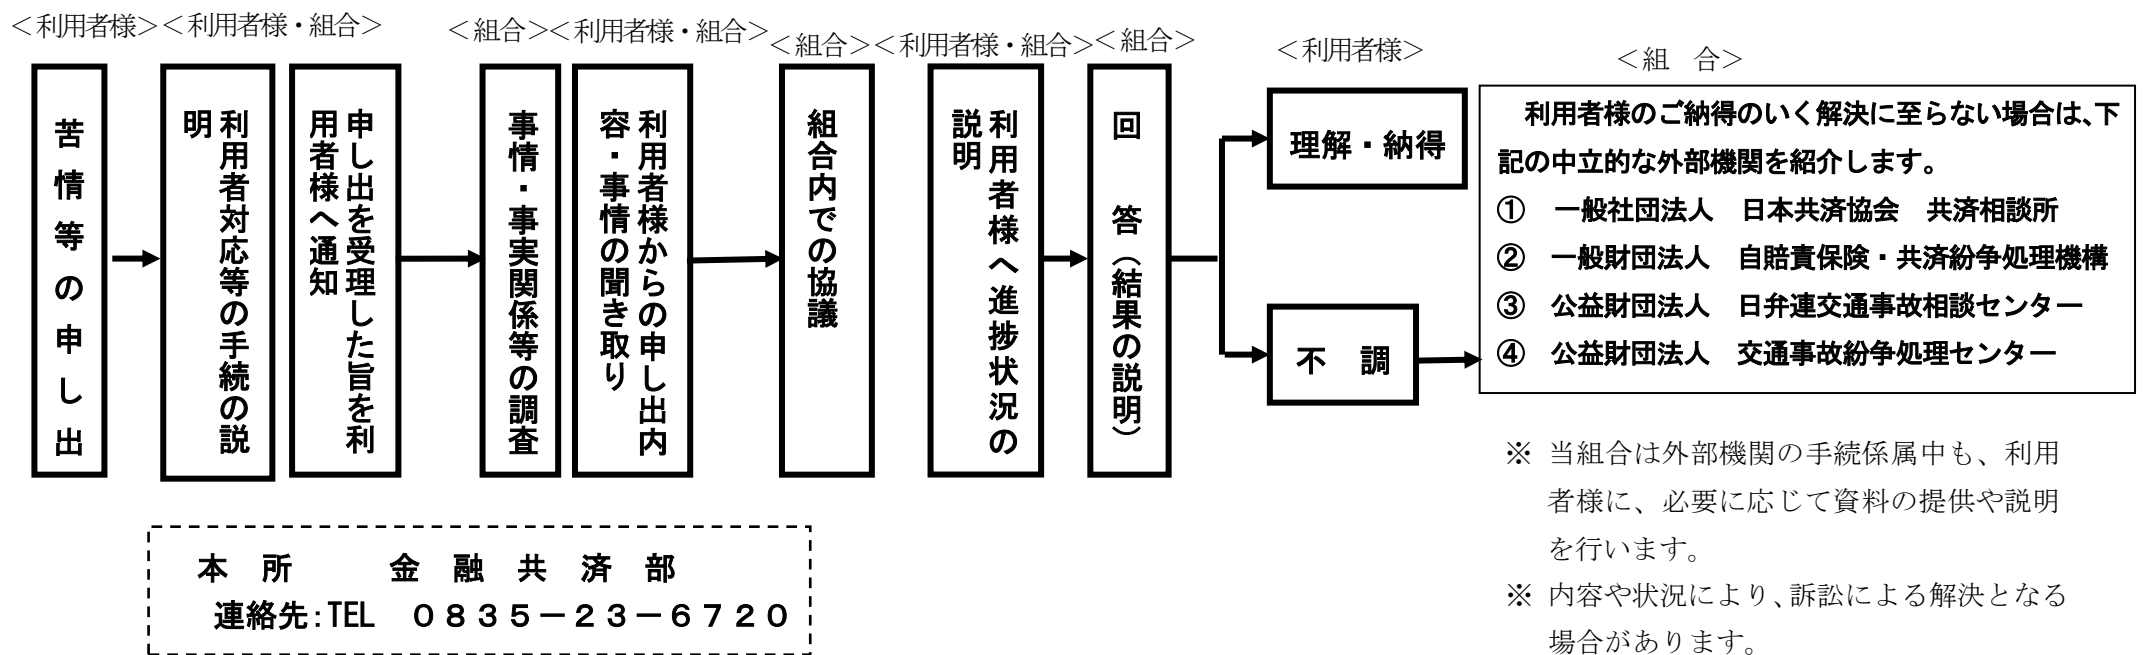 ＜利用者様＞
＜利用者様・組合＞
＜組合＞
＜利用者様・組合＞
＜組合＞
＜利用者様・組合＞
＜組合＞
＜利用者様＞
＜組　合＞
苦情等の申し出
利用者対応等の手続の説
明
申し出を受理した旨を利
用者様へ通知
事情・事実関係等の調査
利用者様からの申し出内
容・事情の聞き取り
組合内での協議
利用者様へ進捗状況の
説明
回　答（結果の説明）
理解・納得
不　調
利用者様のご納得のいく解決に至らない場合は、下
記の中立的な外部機関を紹介します。
①　一般社団法人　日本共済協会　共済相談所
②　一般財団法人　自賠責保険・共済紛争処理機構
③　公益財団法人　日弁連交通事故相談センター
④　公益財団法人　交通事故紛争処理センター
※　当組合は外部機関の手続係属中も、利用
者様に、必要に応じて資料の提供や説明
を行います。
※　内容や状況により、訴訟による解決となる
場合があります。
本　所　　　金　融　共　済　部
連絡先：TEL　０８３５－２３－６７２０